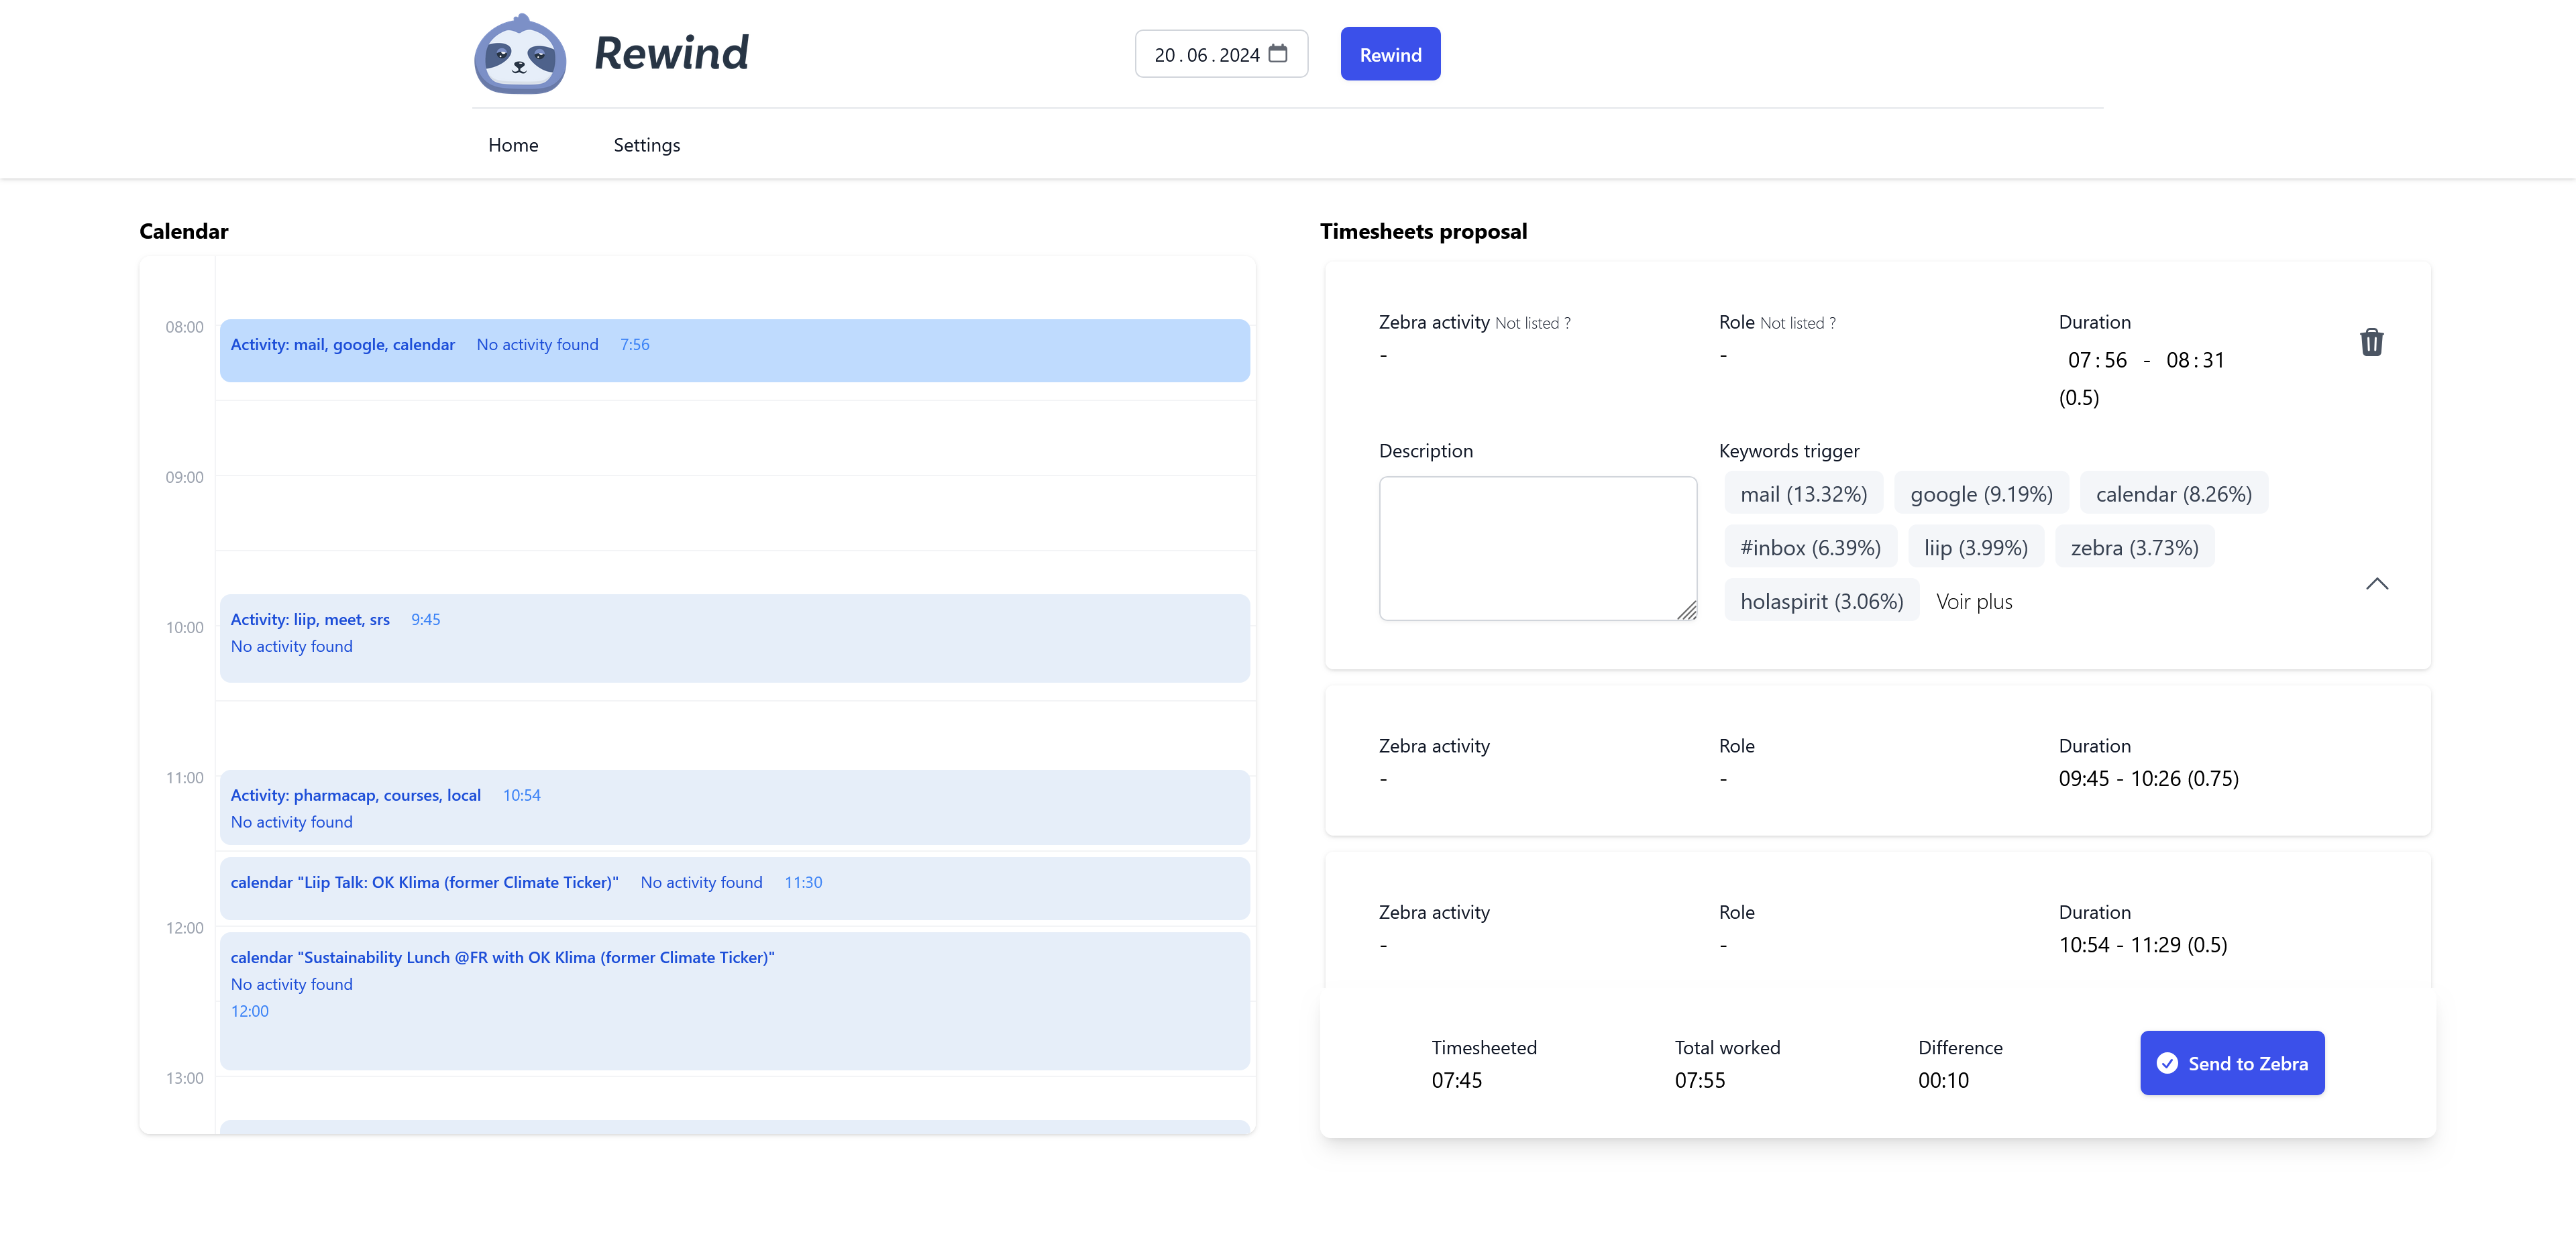 Rewind
20.06.2024
Rewind
Home
Settings
Calendar
08:00
Activity: mail, google, calendar No activity found 7:56
09:00
10:00
Activity: liip, meet, srs 9:45
No activity found
11:00
Activity: pharmacap, courses, local 10:54
No activity found
calendar "Liip Talk: OK Klima (former Climate Ticker)" No activity found 11:30
12:00
calendar "Sustainability Lunch @FR with OK Klima (former Climate Ticker)"
No activity found
12:00
13:00
Timesheets proposal
Zebra activity Not listed ?
-
Role Not listed ?
-
Duration
07:56 - 08:31
(0.5)
Description
Keywords trigger
mail (13.32%) google (9.19%) calendar (8.26%)
#inbox (6.39%) liip (3.99%) zebra (3.73%)
holaspirit (3.06%) Voir plus
Zebra activity
-
Role
-
Duration
09:45 - 10:26 (0.75)
Zebra activity
-
Role
-
Duration
10:54 - 11:29 (0.5)
Timesheeted
07:45
Total worked
07:55
Difference
00:10
Send to Zebra